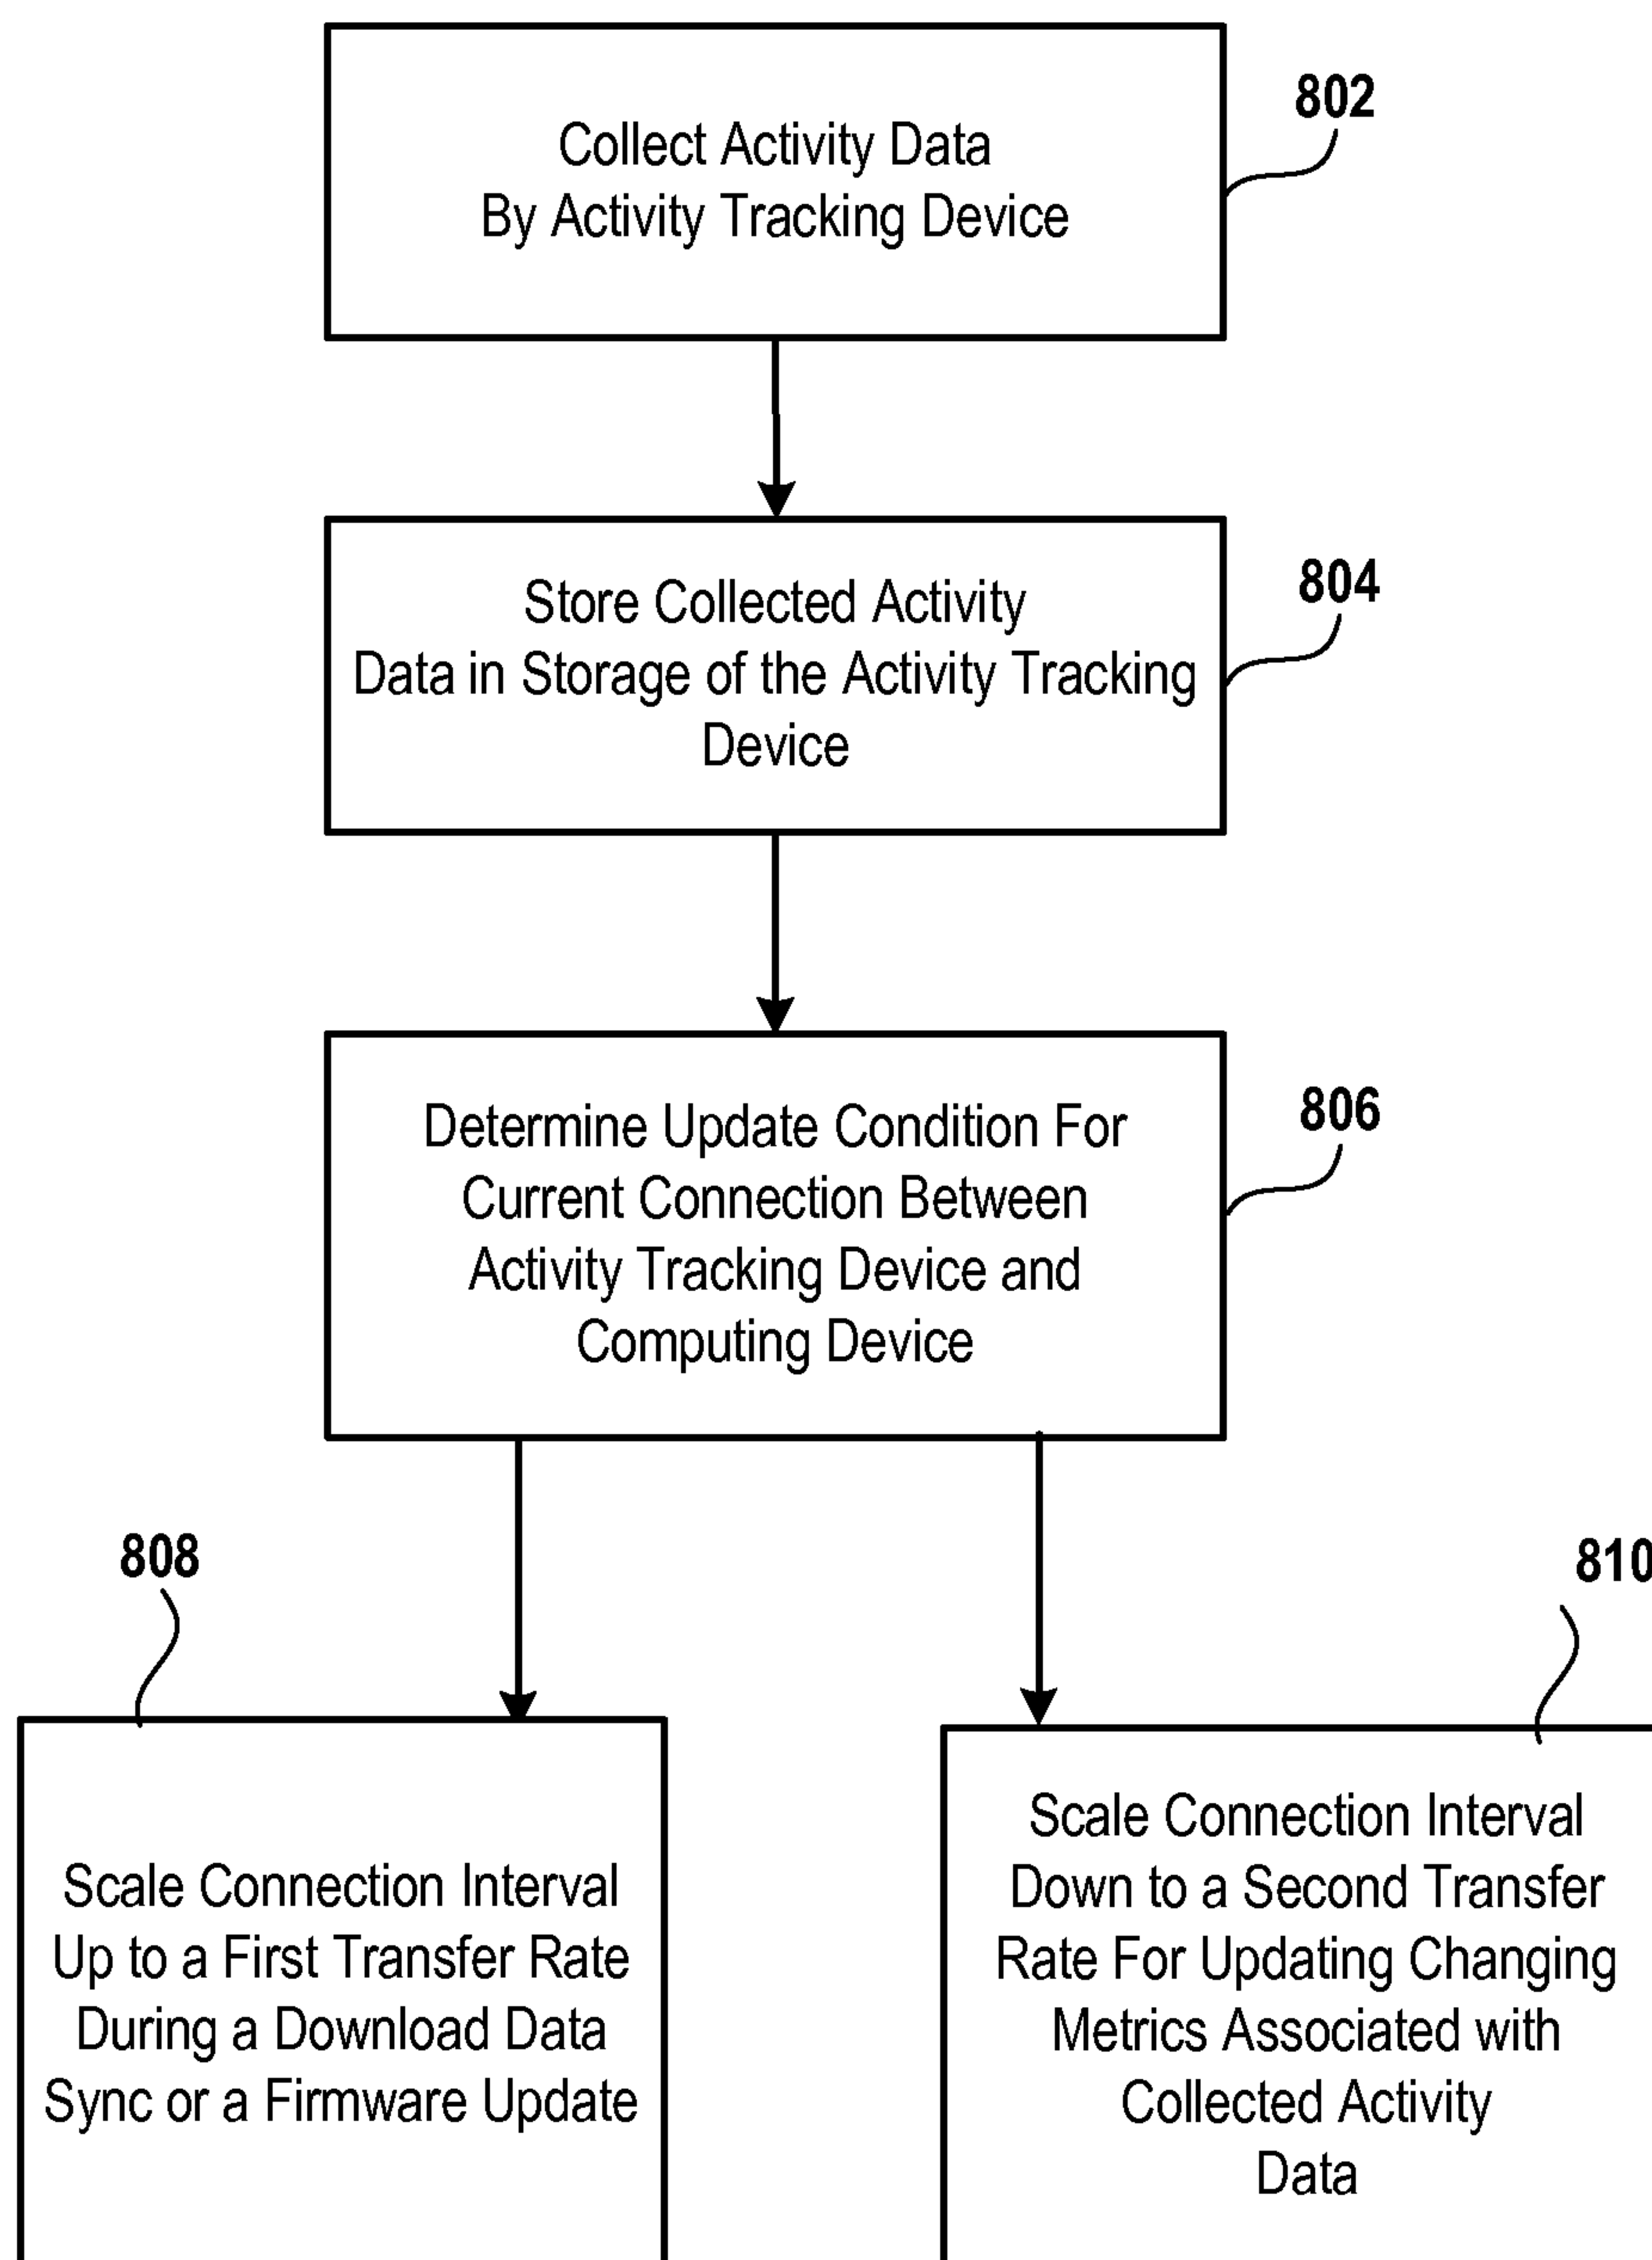 802
Collect Activity Data
By Activity Tracking Device
804
Store Collected Activity
Data in Storage of the Activity Tracking
Device
806
Determine Update Condition For
Current Connection Between
Activity Tracking Device and
Computing Device
808
Scale Connection Interval
Up to a First Transfer Rate
During a Download Data
Sync or a Firmware Update
810
Scale Connection Interval
Down to a Second Transfer
Rate For Updating Changing
Metrics Associated with
Collected Activity
Data